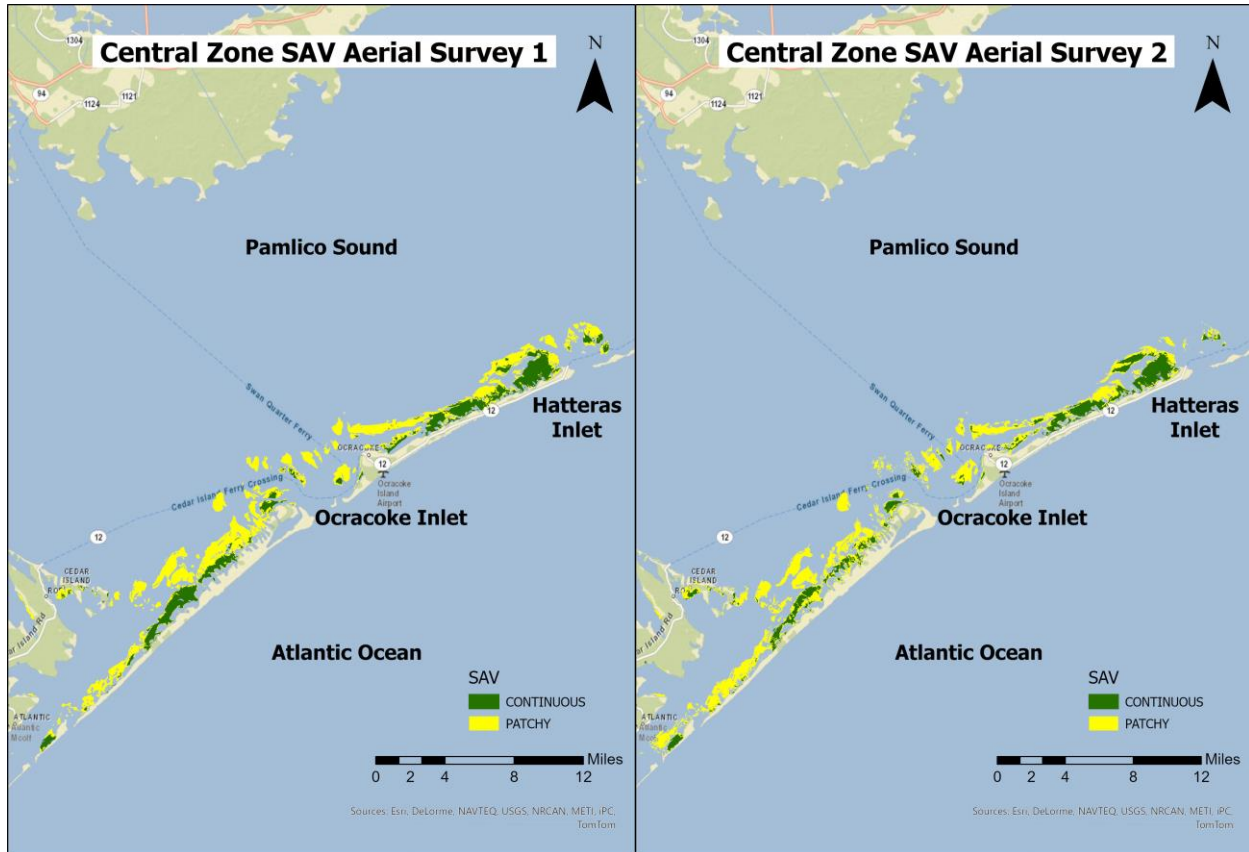 Central Zone SAV Aerial Survey 1
N
1304
94
1124
1121
Pamlico Sound
Swan Quarter Ferry
Hatteras
Inlet
12
OCRACOKE
12
Ocracoke
Island
Airport
Cedar Island Ferry Crossing
Ocracoke Inlet
12
CEDAR
ISLAND
Atlantic Ocean
SAV
CONTINUOUS
PATCHY
ATLANTIC
Miles
0 2 4 8 12
Sources: Esri, DeLorme, NAVTEQ, USGS, NRCAN, METI, iPC,
TomTom
Central Zone SAV Aerial Survey 2
N
1304
94
1124
1121
Pamlico Sound
Swan Quarter Ferry
Hatteras
Inlet
12
OCRACOKE
12
Ocracoke
Island
Airport
Cedar Island Ferry Crossing
Ocracoke Inlet
12
CEDAR
ISLAND
Atlantic Ocean
SAV
CONTINUOUS
PATCHY
ATLANTIC
Miles
0 2 4 8 12
Sources: Esri, DeLorme, NAVTEQ, USGS, NRCAN, METI, iPC,
TomTom